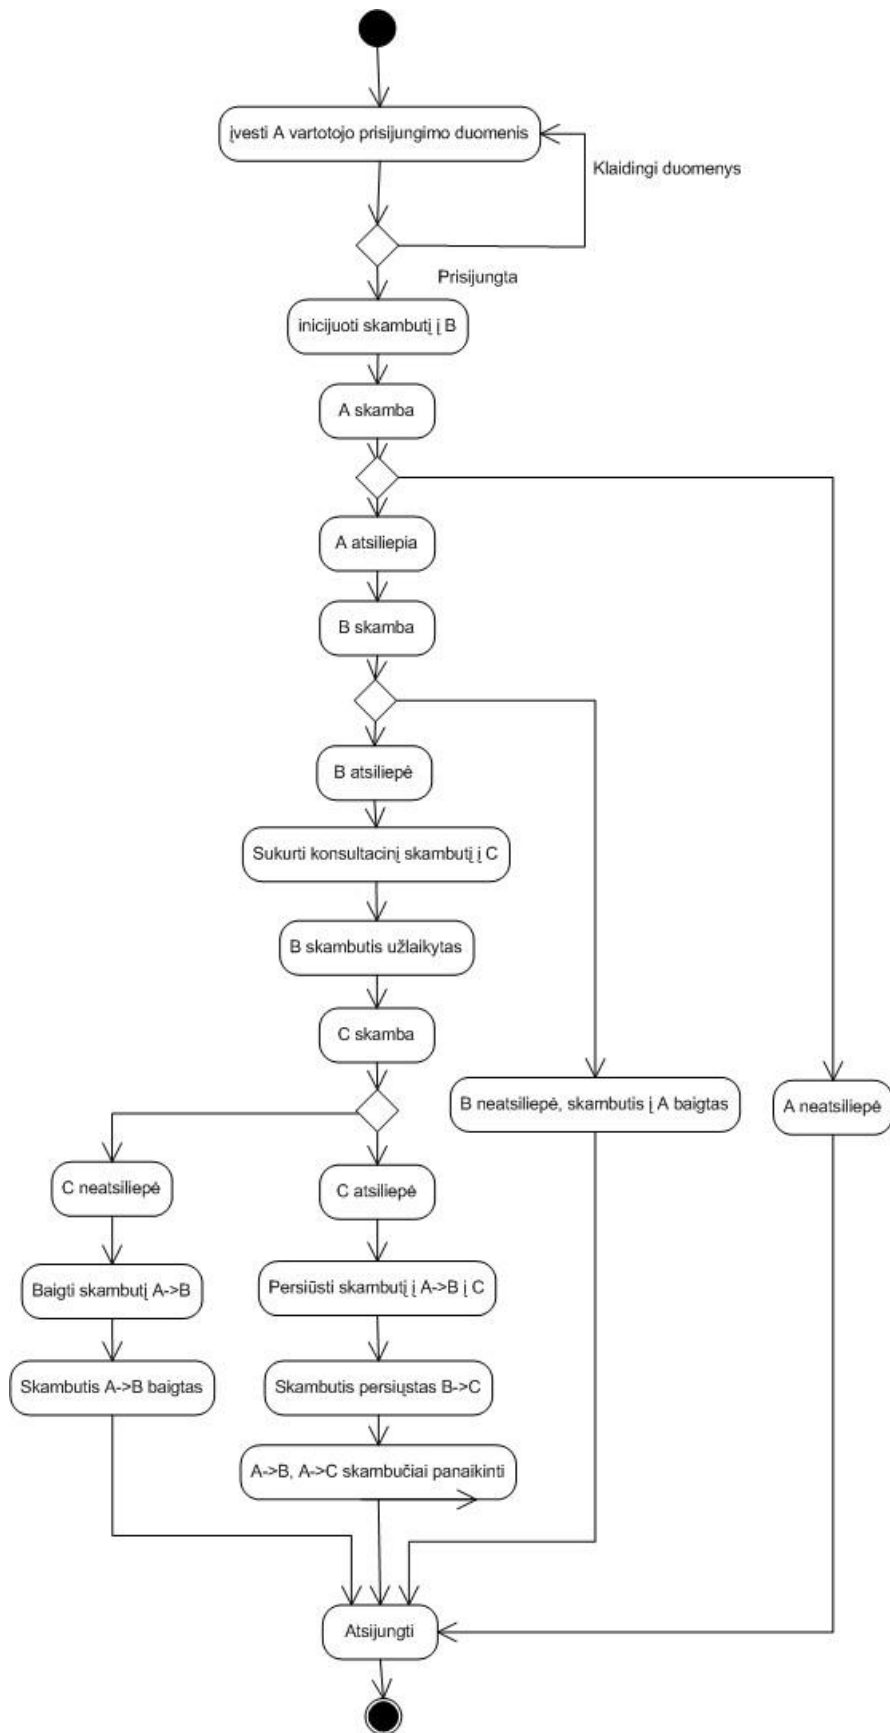 įvesti A vartotojo prisijungimo duomenis
Klaidingi duomenys
Prisijungta
inicijuoti skambutį į B
A skamba
A atsiliepia
B skamba
B atsiliepė
Sukurti konsultacinį skambutį į C
B skambutis užlaikytas
C skamba
B neatsiliepė, skambutis į A baigtas
A neatsiliepė
C neatsiliepė
C atsiliepė
Baigti skambutį A->B
Persiūsti skambutį į A->B į C
Skambutis A->B baigtas
Skambutis persiųstas B->C
A->B, A->C skambučiai panaikinti
Atsijungti